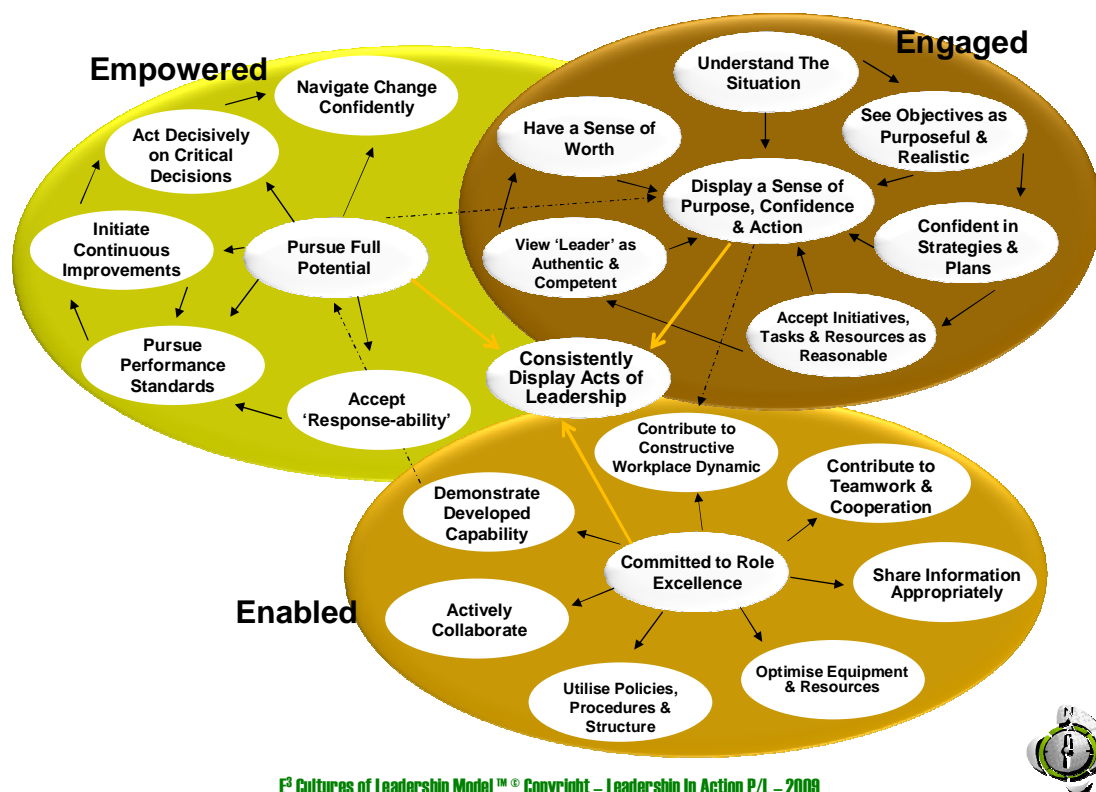 Engaged
Empowered
Understand The
Situation
Navigate Change
Confidently
See Objectives as
Purposeful &
Realistic
Have a Sense of
Worth
Act Decisively
on Critical
Decisions
Display a Sense of
Purpose, Confidence
& Action
Initiate
Continuous
Improvements
Pursue Full
Potential
View ‘Leader’ as
Authentic &
Competent
Confident in
Strategies &
Plans
Accept Initiatives,
Tasks & Resources as
Reasonable
Pursue
Performance
Standards
Consistently
Display Acts of
Leadership
Accept
‘Response-ability’
Contribute to
Constructive
Workplace Dynamic
Contribute to
Teamwork &
Cooperation
Demonstrate
Developed
Capability
Committed to Role
Excellence
Share Information
Appropriately
Enabled
Actively
Collaborate
Optimise Equipment
& Resources
Utilise Policies,
Procedures &
Structure
N
E³ Cultures of Leadership Model ™ © Copyright – Leadership In Action P/L – 2009